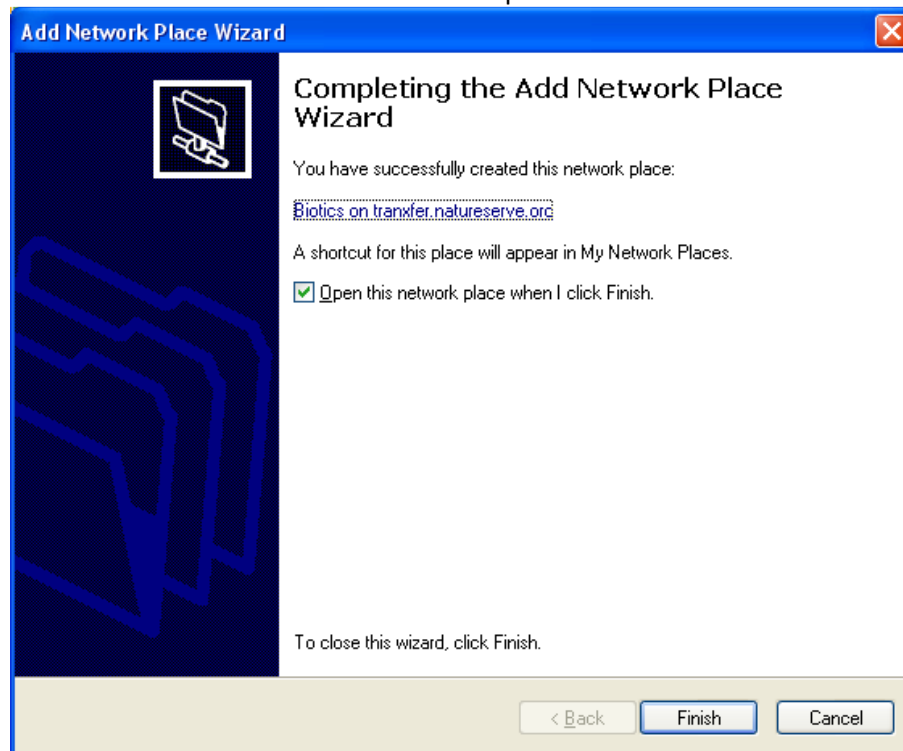 Add Network Place Wizard
Completing the Add Network Place
Wizard
You have successfully created this network place:
Biotics on tranxfer.natureserve.org
A shortcut for this place will appear in My Network Places.
Open this network place when I click Finish.
To close this wizard, click Finish.
< Back Finish Cancel